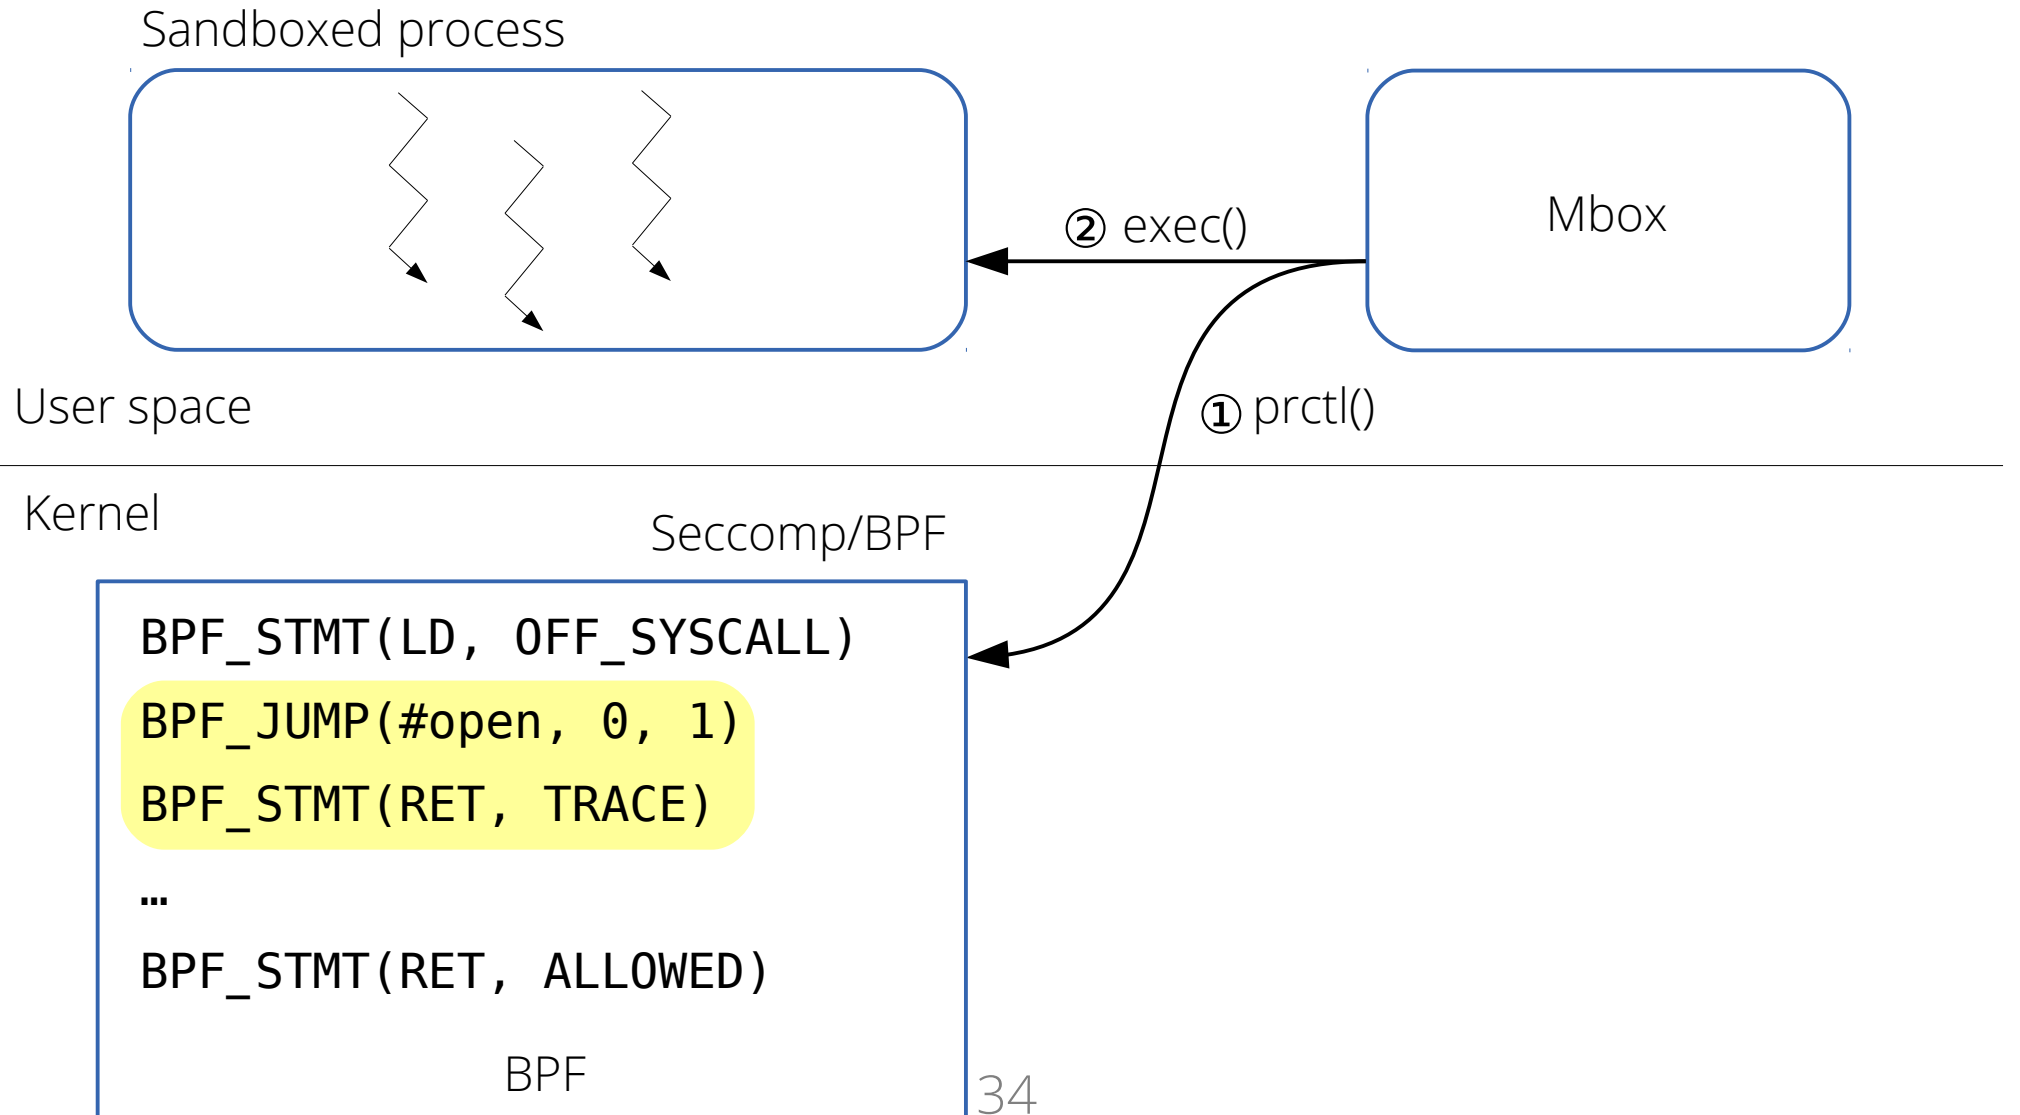 Sandboxed process
Mbox
② exec()
① prctl()
User space
Kernel
Seccomp/BPF
BPF_STMT(LD, OFF_SYSCALL)
BPF_JUMP(#open, 0, 1)
BPF_STMT(RET, TRACE)
…
BPF_STMT(RET, ALLOWED)
BPF
34